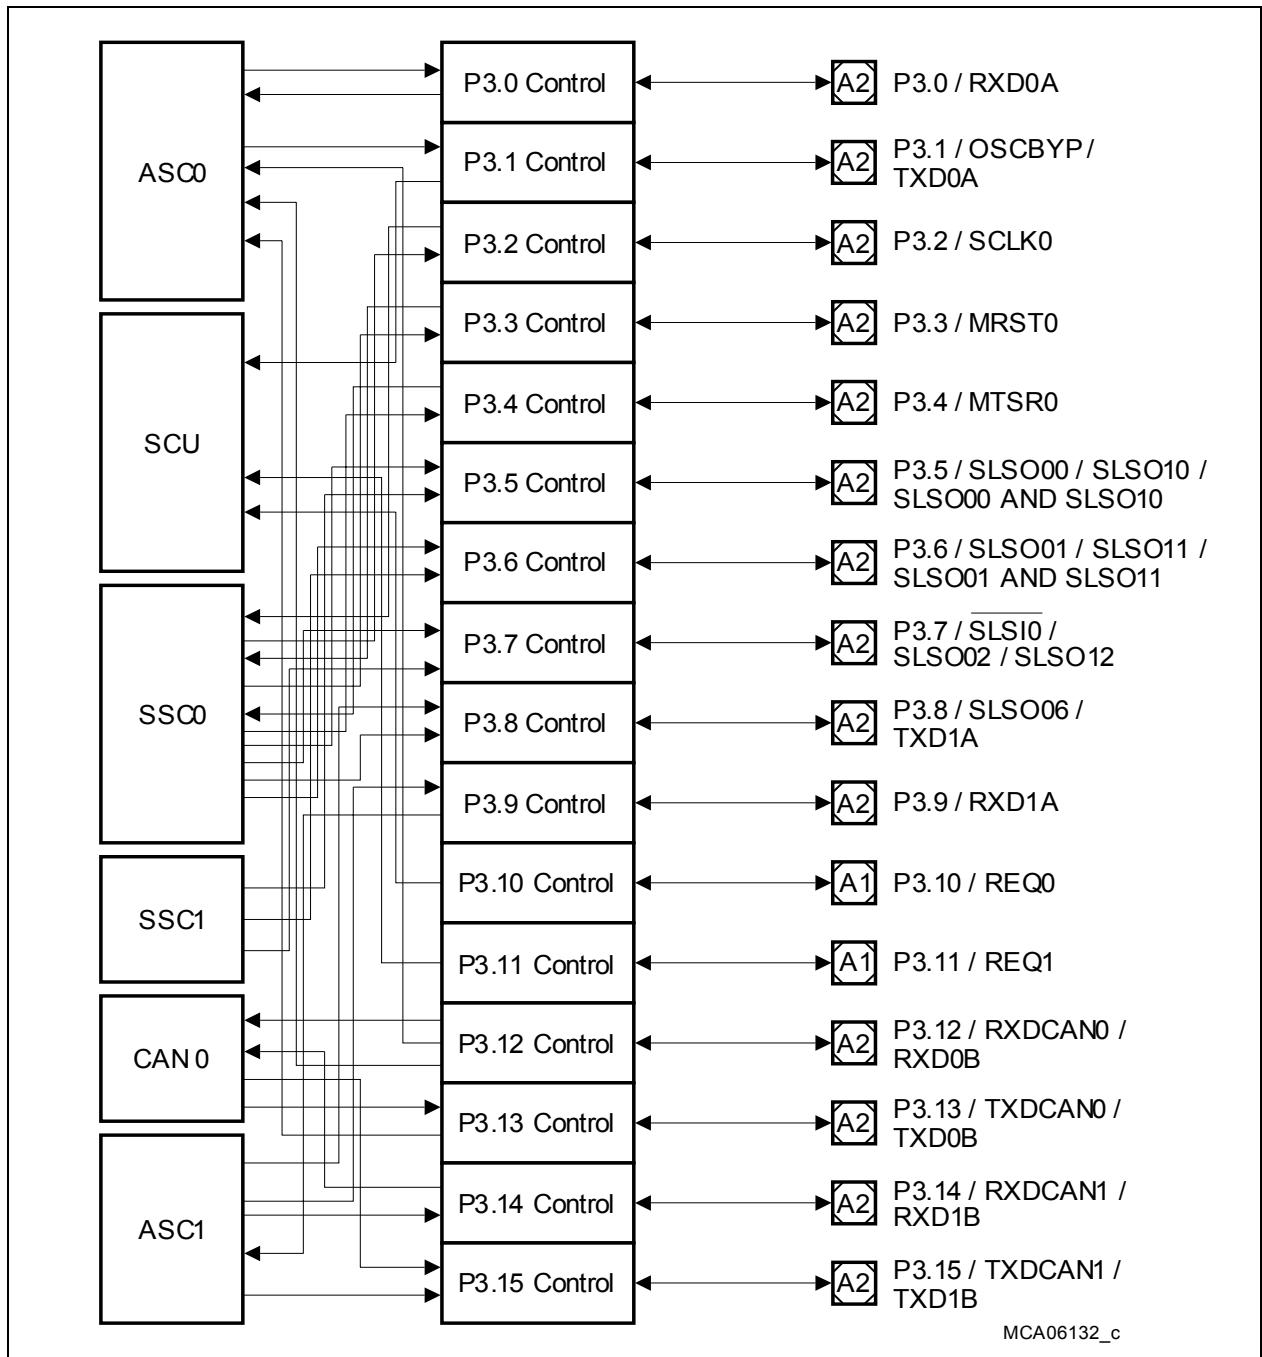 ASC0
SCU
SSC0
SSC1
CAN 0
ASC1
P3.0 Control
P3.1 Control
P3.2 Control
P3.3 Control
P3.4 Control
P3.5 Control
P3.6 Control
P3.7 Control
P3.8 Control
P3.9 Control
P3.10 Control
P3.11 Control
P3.12 Control
P3.13 Control
P3.14 Control
P3.15 Control
A2 P3.0 / RXD0A
A2 P3.1 / OSCBYP /
TXD0A
A2 P3.2 / SCLK0
A2 P3.3 / MRST0
A2 P3.4 / MTSR0
A2 P3.5 / SLSO00 / SLSO10 /
SLSO00 AND SLSO10
A2 P3.6 / SLSO01 / SLSO11 /
SLSO01 AND SLSO11
A2 P3.7 / SLSI0 /
SLSO02 / SLSO12
A2 P3.8 / SLSO06 /
TXD1A
A2 P3.9 / RXD1A
A1 P3.10 / REQ0
A1 P3.11 / REQ1
A2 P3.12 / RXDCAN0 /
RXD0B
A2 P3.13 / TXDCAN0 /
TXD0B
A2 P3.14 / RXDCAN1 /
RXD1B
A2 P3.15 / TXDCAN1 /
TXD1B
MCA06132_c